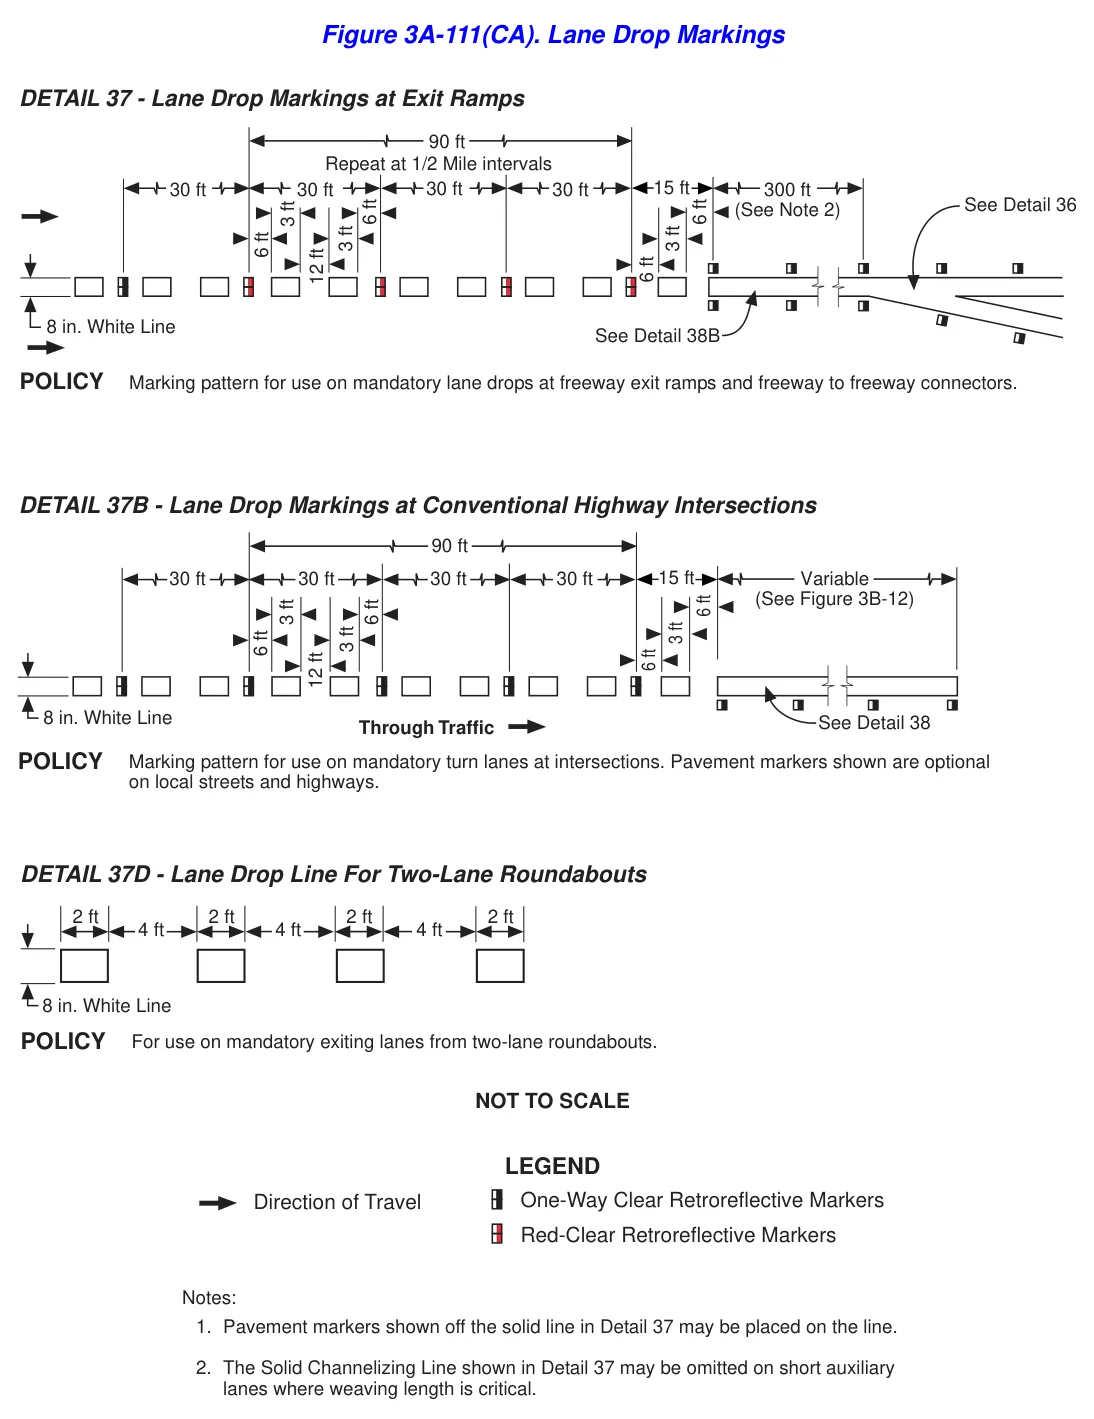 Figure 3A-111(CA). Lane Drop Markings
DETAIL 37 - Lane Drop Markings at Exit Ramps
90 ft
Repeat at 1/2 Mile intervals
30 ft 30 ft 30 ft 30 ft 15 ft 300 ft
(See Note 2)
See Detail 36
6 ft 3 ft 12 ft 3 ft 6 ft 6 ft 3 ft 6 ft
8 in. White Line
See Detail 38B
POLICY Marking pattern for use on mandatory lane drops at freeway exit ramps and freeway to freeway connectors.
DETAIL 37B - Lane Drop Markings at Conventional Highway Intersections
90 ft
30 ft 30 ft 30 ft 30 ft 15 ft Variable
(See Figure 3B-12)
6 ft 3 ft 12 ft 3 ft 6 ft 6 ft 3 ft 6 ft
8 in. White Line
Through Traffic
See Detail 38
POLICY Marking pattern for use on mandatory turn lanes at intersections. Pavement markers shown are optional
on local streets and highways.
DETAIL 37D - Lane Drop Line For Two-Lane Roundabouts
2 ft 4 ft 2 ft 4 ft 2 ft 4 ft 2 ft
8 in. White Line
POLICY For use on mandatory exiting lanes from two-lane roundabouts.
NOT TO SCALE
LEGEND
Direction of Travel
One-Way Clear Retroreflective Markers
Red-Clear Retroreflective Markers
Notes:
1. Pavement markers shown off the solid line in Detail 37 may be placed on the line.
2. The Solid Channelizing Line shown in Detail 37 may be omitted on short auxiliary
lanes where weaving length is critical.